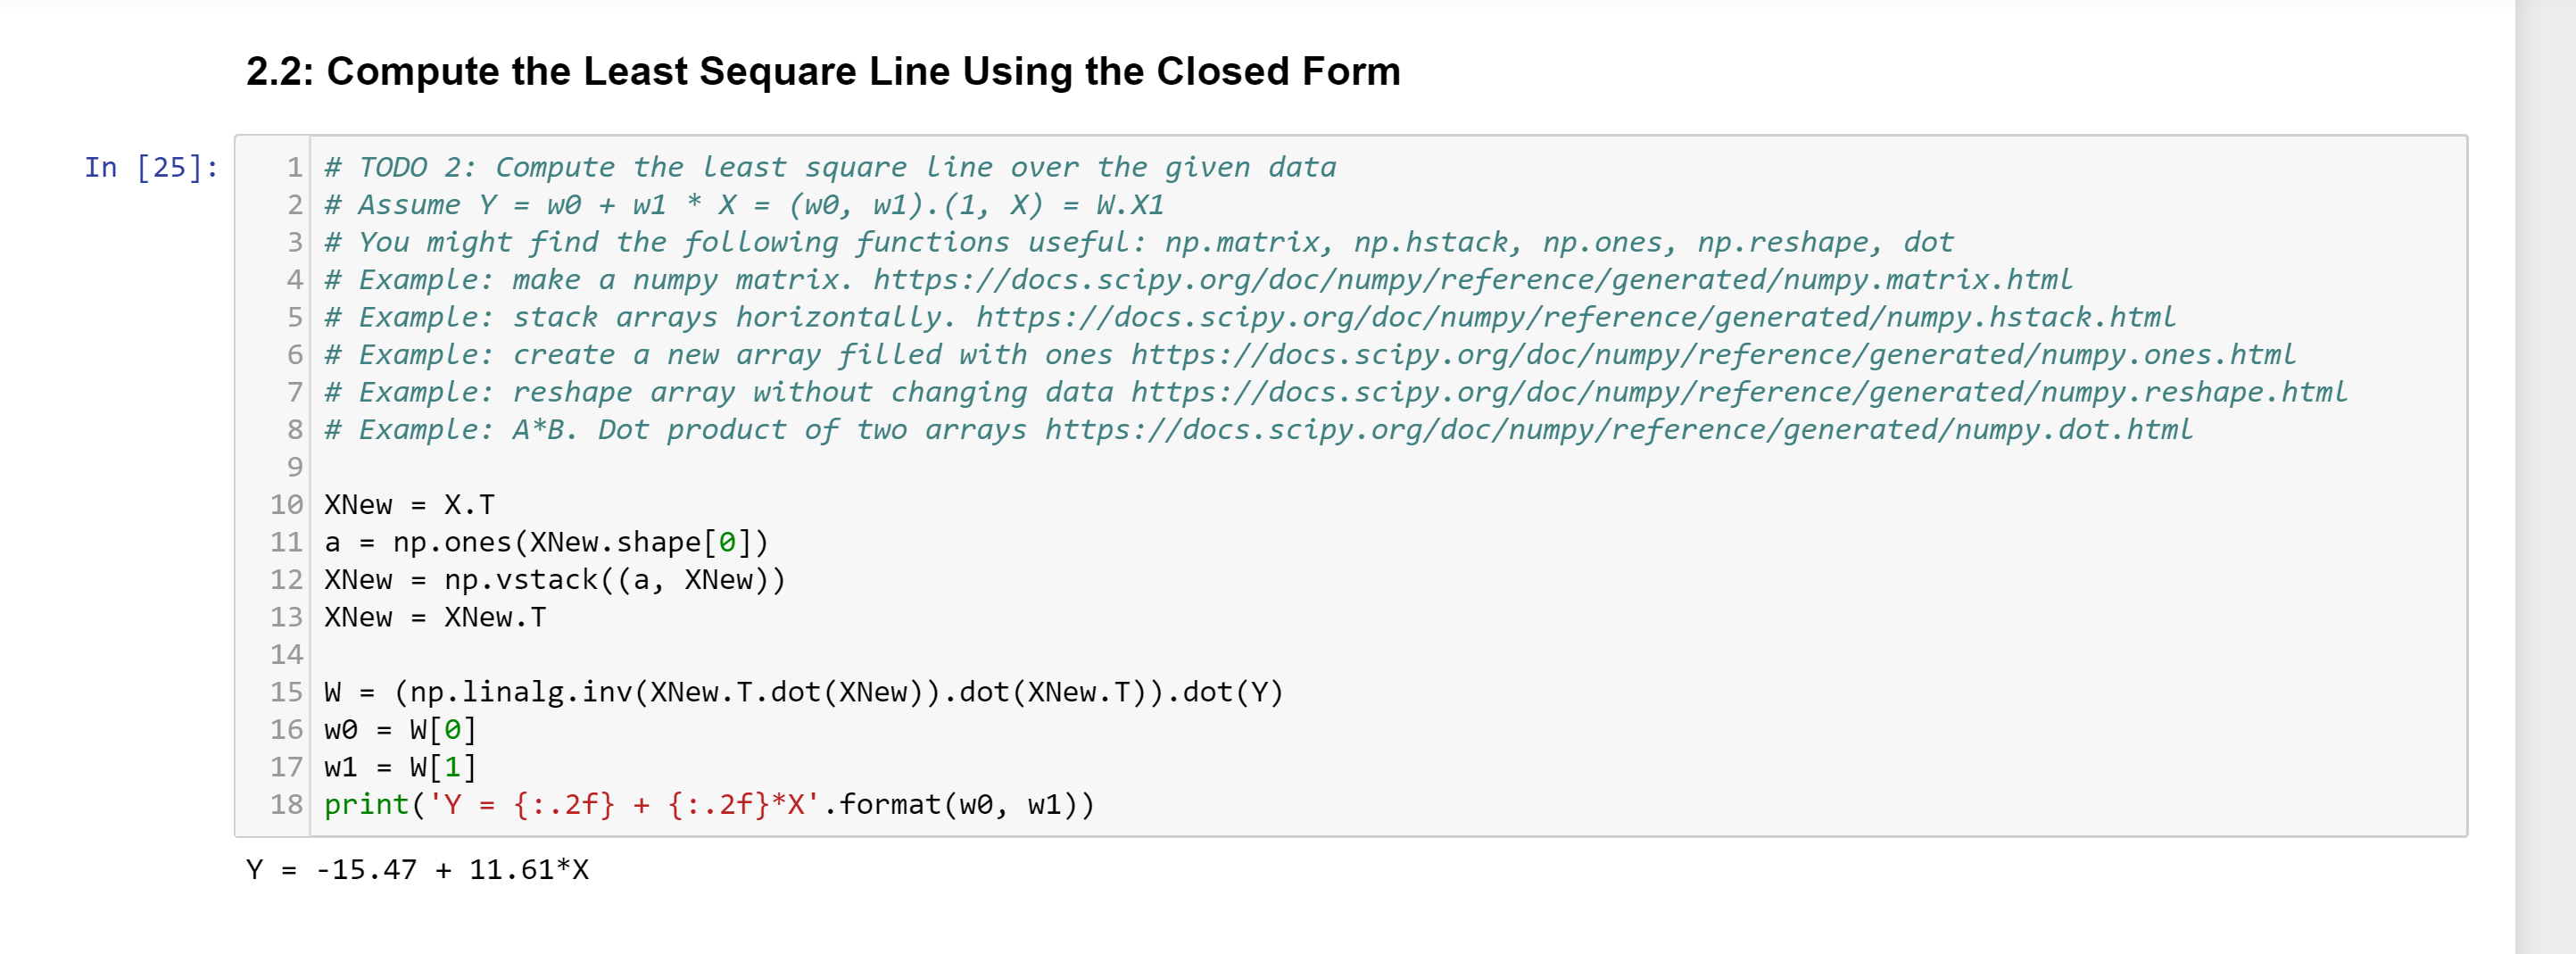 2.2: Compute the Least Sequare Line Using the Closed Form
In [25]:
1 # TODO 2: Compute the least square line over the given data
2 # Assume Y = w0 + w1 * X = (w0, w1).(1, X) = W.X1
3 # You might find the following functions useful: np.matrix, np.hstack, np.ones, np.reshape, dot
4 # Example: make a numpy matrix. https://docs.scipy.org/doc/numpy/reference/generated/numpy.matrix.html
5 # Example: stack arrays horizontally. https://docs.scipy.org/doc/numpy/reference/generated/numpy.hstack.html
6 # Example: create a new array filled with ones https://docs.scipy.org/doc/numpy/reference/generated/numpy.ones.html
7 # Example: reshape array without changing data https://docs.scipy.org/doc/numpy/reference/generated/numpy.reshape.html
8 # Example: A*B. Dot product of two arrays https://docs.scipy.org/doc/numpy/reference/generated/numpy.dot.html
9
10 XNew = X.T
11 a = np.ones(XNew.shape[0])
12 XNew = np.vstack((a, XNew))
13 XNew = XNew.T
14
15 W = (np.linalg.inv(XNew.T.dot(XNew)).dot(XNew.T)).dot(Y)
16 w0 = W[0]
17 w1 = W[1]
18 print('Y = {:.2f} + {:.2f}*X'.format(w0, w1))
Y = -15.47 + 11.61*X